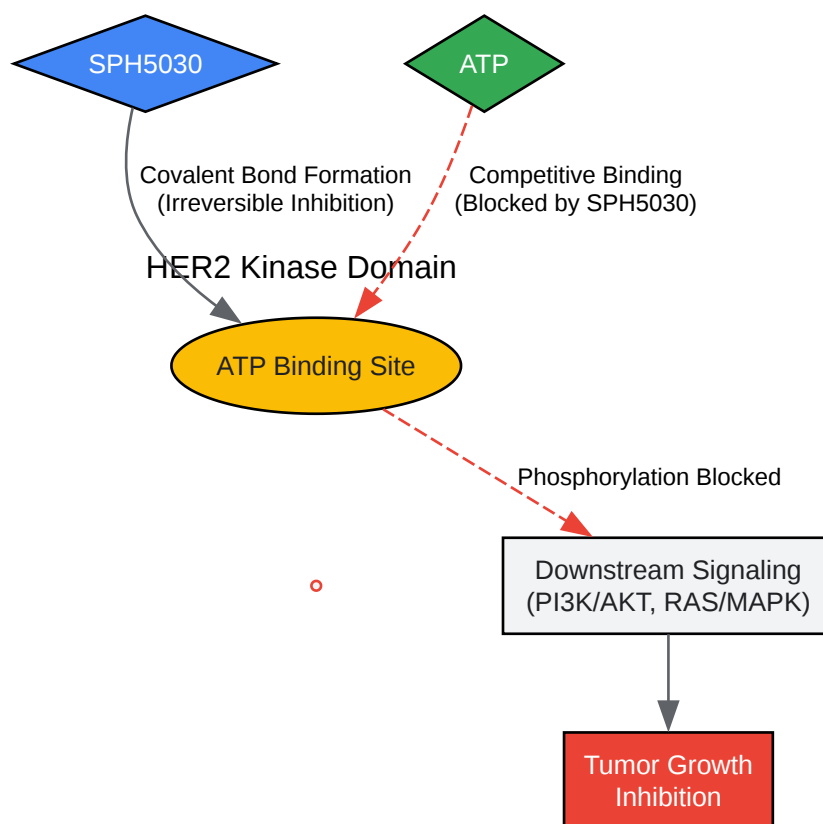 SPH5030
ATP
Covalent Bond Formation
(Irreversible Inhibition)
Competitive Binding
(Blocked by SPH5030)
HER2 Kinase Domain
ATP Binding Site
Phosphorylation Blocked
Downstream Signaling
(PI3K/AKT, RAS/MAPK)
Tumor Growth
Inhibition